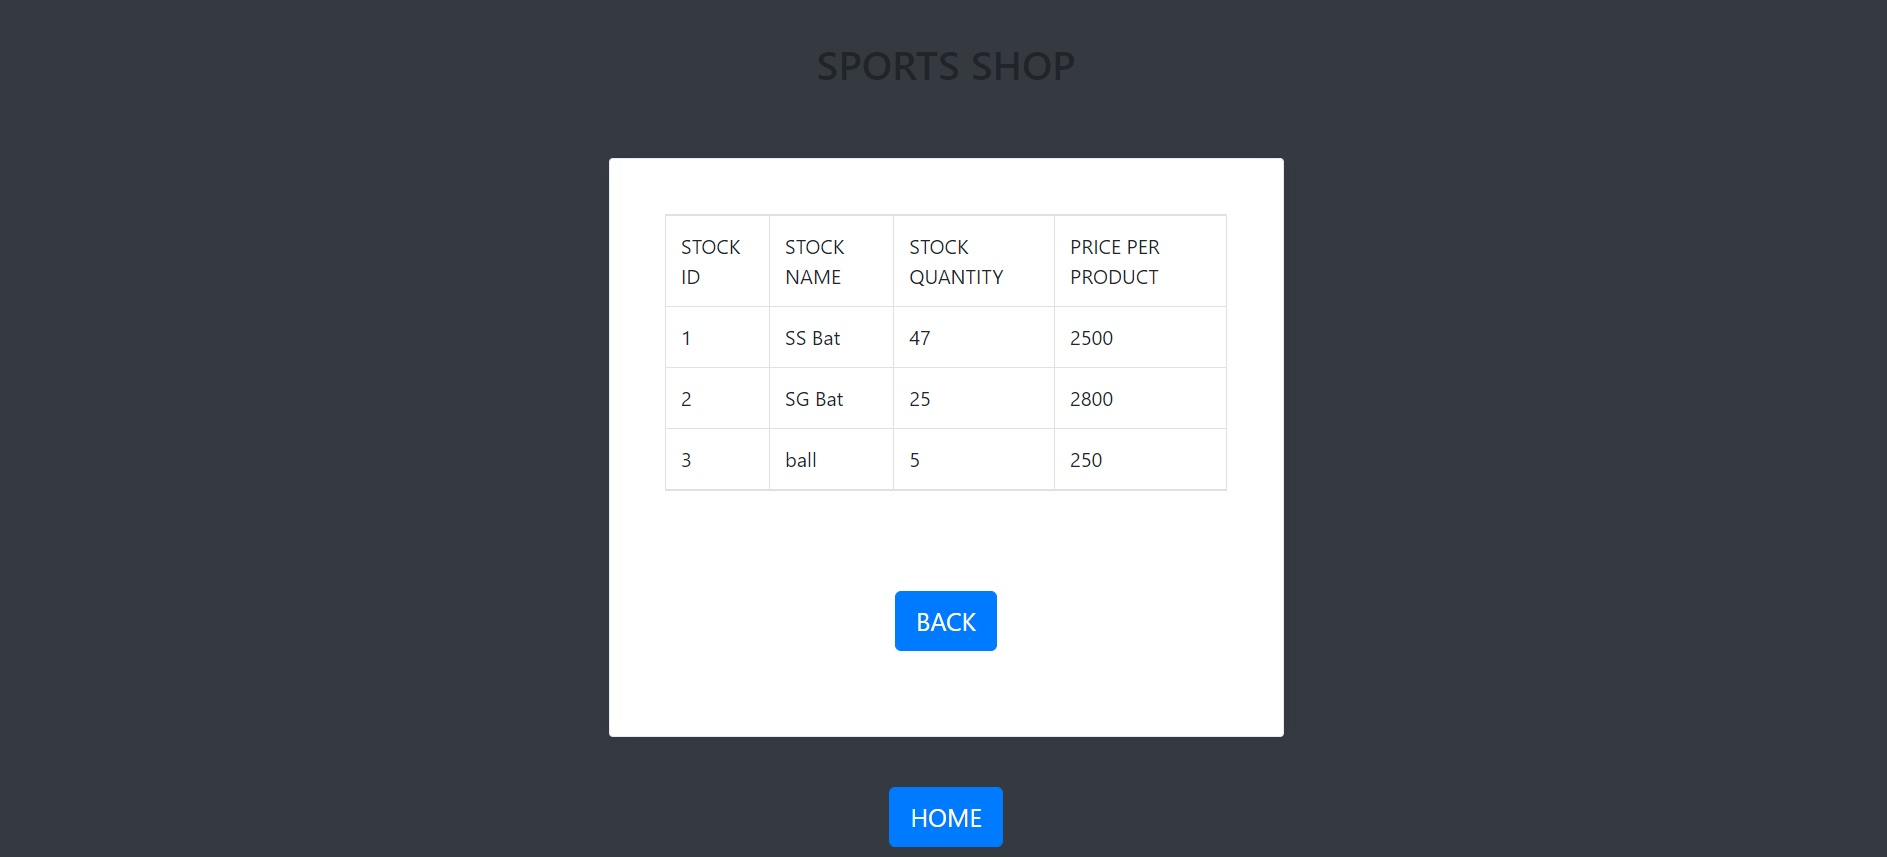 SPORTS SHOP
STOCK ID STOCK NAME STOCK QUANTITY PRICE PER PRODUCT
1 SS Bat 47 2500
2 SG Bat 25 2800
3 ball 5 250
BACK
HOME